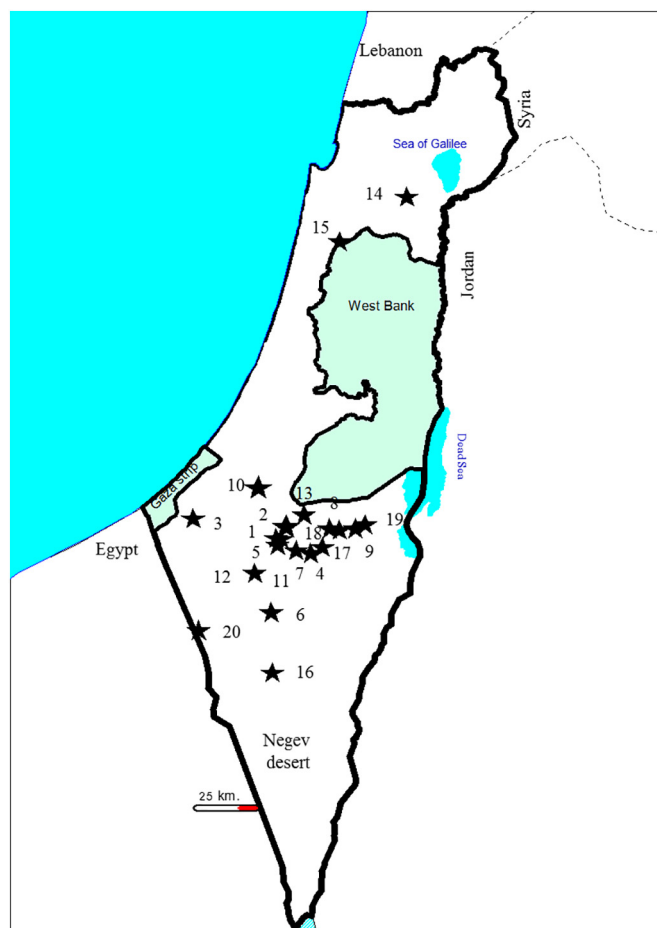 Lebanon
Syria
Sea of Galilee
14
15
Jordan
West Bank
Gaza Strip
Dead Sea
10
13
8
3
2
19
Egypt
1
18
5
17
9
7
4
12
11
6
20
16
Negev
desert
25 km.